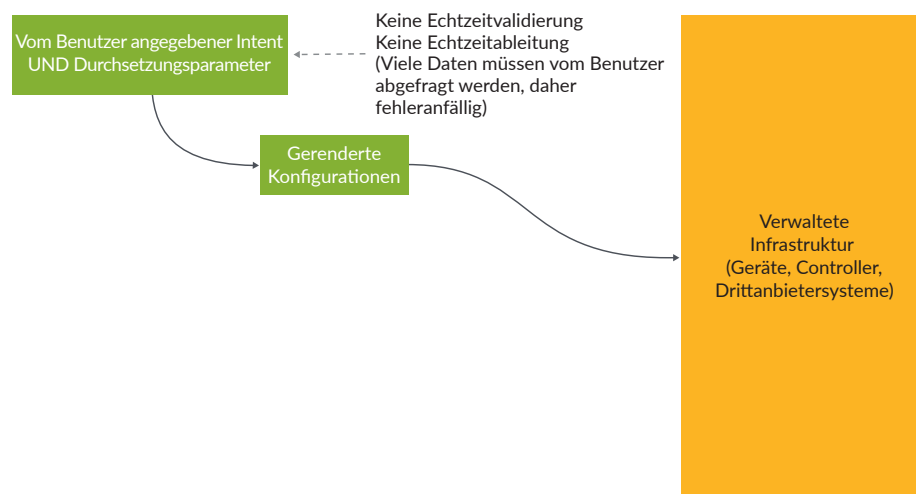 Vom Benutzer angegebener Intent
UND Durchsetzungsparameter
Keine Echtzeitvalidierung
Keine Echtzeitableitung
(Viele Daten müssen vom Benutzer
abgefragt werden, daher
fehleranfällig)
Gerenderte
Konfigurationen
Verwaltete
Infrastruktur
(Geräte, Controller,
Drittanbietersysteme)